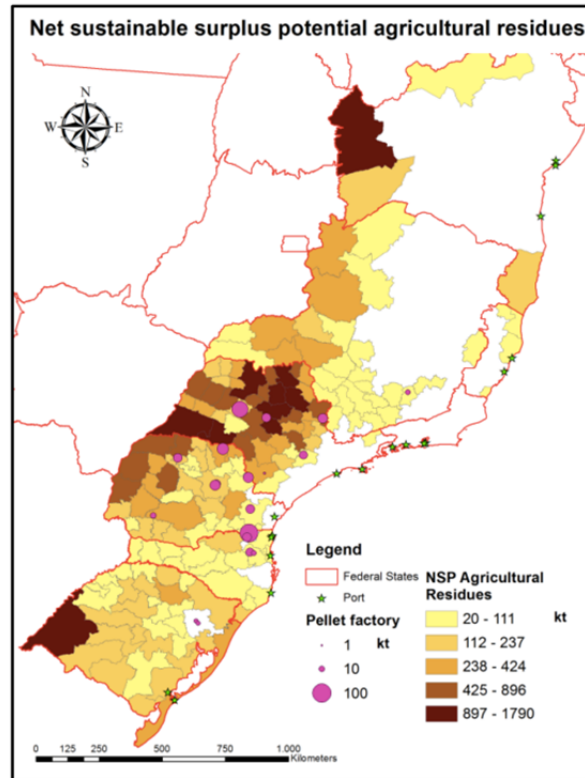 Net sustainable surplus potential agricultural residues
N
W E
S
Legend
Federal States
Port
Pellet factory
kt
1
10
100
NSP Agricultural
Residues
20 - 111 kt
112 - 237
238 - 424
425 - 896
897 - 1790
0 125 250 500 750 1.000
Kilometers